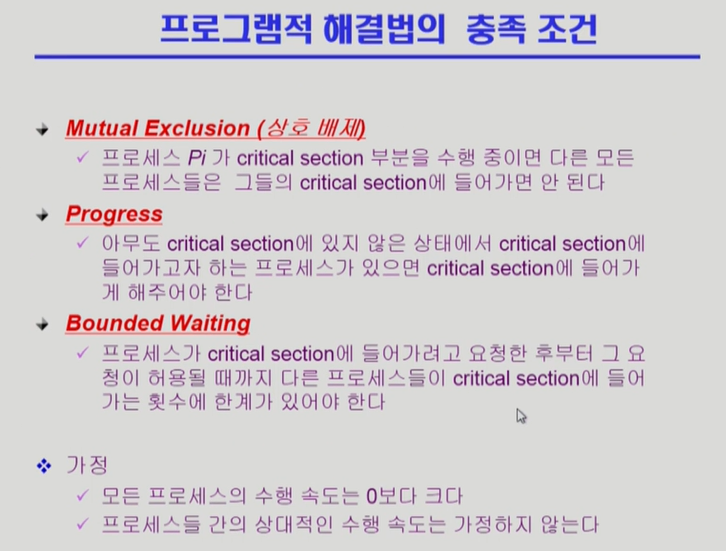 프로그램적 해결법의 충족 조건
Mutual Exclusion (상호 배제)
프로세스 Pi 가 critical section 부분을 수행 중이면 다른 모든
프로세스들은 그들의 critical section에 들어가면 안 된다
Progress
아무도 critical section에 있지 않은 상태에서 critical section에
들어가고자 하는 프로세스가 있으면 critical section에 들어가
게 해주어야 한다
Bounded Waiting
프로세스가 critical section에 들어가려고 요청한 후부터 그 요
청이 허용될 때까지 다른 프로세스들이 critical section에 들어
가는 횟수에 한계가 있어야 한다
가정
모든 프로세스의 수행 속도는 0보다 크다
프로세스들 간의 상대적인 수행 속도는 가정하지 않는다